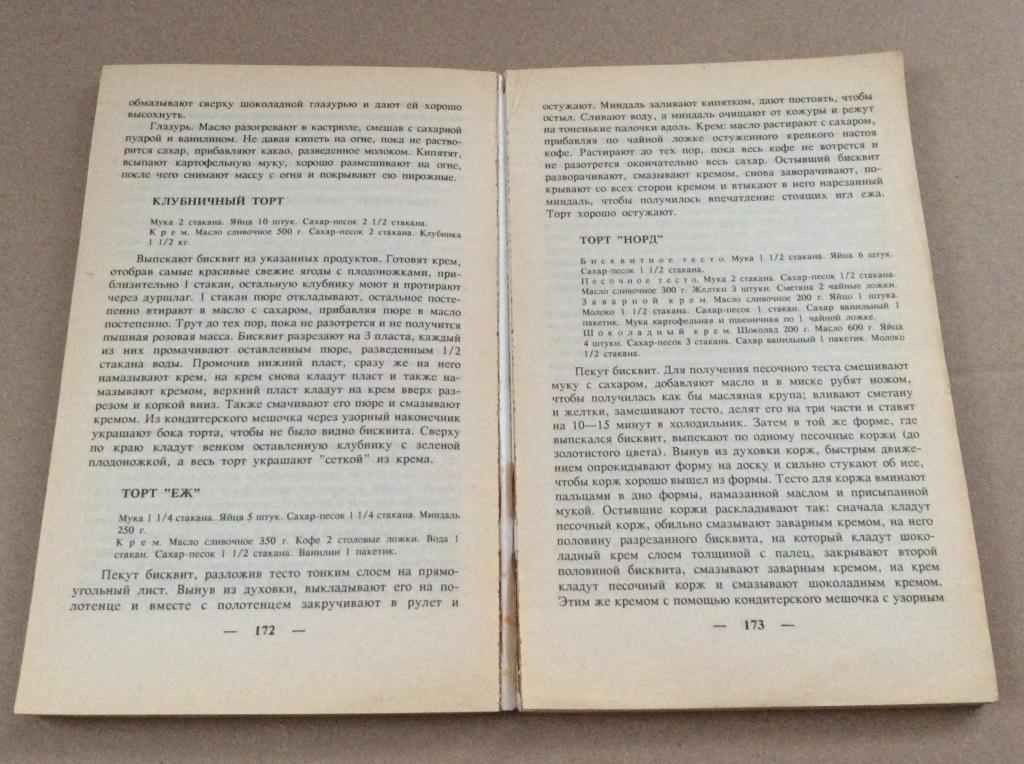 обмазывают сверху шоколадной глазурью и дают ей хорошо
высохнуть.
Глазурь. Масло разогревают в кастрюле, смешав с сахарной
пудрой и ванилином. Не давая кипеть на огне, пока не раство-
рится сахар, прибавляют какао, разведенное молоком. Кипятят,
всыпают картофельную муку, хорошо размешивают на огне,
после чего снимают массу с огня и покрывают ею пирожные.
КЛУБНИЧНЫЙ ТОРТ
Мука 2 стакана. Яйца 10 штук. Сахар-песок 2 1/2 стакана.
Крем. Масло сливочное 500 г. Сахар-песок 2 стакана. Клубника
1 1/2 кг.
Выпекают бисквит из указанных продуктов. Готовят крем,
отобрав самые красивые свежие ягоды с плодоножками, при-
близительно 1 стакан, остальную клубнику моют и протирают
через дуршлаг. 1 стакан пюре откладывают, остальное посте-
пенно втирают в масло с сахаром, прибавляя пюре в масло
постепенно. Трут до тех пор, пока не разотрется и не получится
пышная розовая масса. Бисквит разрезают на 3 пласта, каждый
из них промачивают оставленным пюре, разведенным 1/2
стакана воды. Промочив нижний пласт, сразу же на него
намазывают крем, на крем снова кладут пласт и также на-
мазывают кремом, верхний пласт кладут на крем вверх раз-
резом и коркой вниз. Также смачивают его пюре и смазывают
кремом. Из кондитерского мешочка через узорный наконечник
украшают бока торта, чтобы не было видно бисквита. Сверху
по краю кладут венком оставленную клубнику с зеленой
плодоножкой, а весь торт украшают "сеткой" из крема.
ТОРТ "ЕЖ"
Мука 1 1/4 стакана. Яйца 5 штук. Сахар-песок 1 1/4 стакана. Миндаль
250 г.
Крем. Масло сливочное 350 г. Кофе 2 столовые ложки. Вода 1
стакан. Сахар-песок 1 1/2 стакана. Ванилин 1 пакетик.
Пекут бисквит, разложив тесто тонким слоем на прямо-
угольный лист. Вынув из духовки, выкладывают его на по-
лотенце и вместе с полотенцем закручивают в рулет и
— 172 —
остужают. Миндаль заливают кипятком, дают постоять, чтобы
остыл. Сливают воду, а миндаль очищают от кожуры и режут
на тоненькие палочки вдоль. Крем: масло растирают с сахаром,
прибавляя по чайной ложке остуженного крепкого настоя
кофе. Растирают до тех пор, пока весь кофе не вотрется и
не разотрется окончательно весь сахар. Остывший бисквит
разворачивают, смазывают кремом, снова заворачивают, по-
крывают со всех сторон кремом и втыкают в него нарезанный
миндаль, чтобы получилось впечатление стоящих игл ежа.
Торт хорошо остужают.
ТОРТ "НОРД"
Бисквитное тесто. Мука 1 1/2 стакана. Яйца 6 штук.
Сахар-песок 1 1/2 стакана.
Песочное тесто. Мука 2 стакана. Сахар-песок 1/2 стакана.
Масло сливочное 300 г. Желтки 3 штуки. Сметана 2 чайные ложки.
Заварной крем. Масло сливочное 200 г. Яйцо 1 штука.
Молоко 1 1/2 стакана. Сахар-песок 1 стакан. Сахар ванильный 1
пакетик. Мука картофельная и пшеничная по 1 чайной ложке.
Шоколадный крем. Шоколад 200 г. Масло 600 г. Яйца
4 штуки. Сахар-песок 3 стакана. Сахар ванильный 1 пакетик. Молоко
1/2 стакана.
Пекут бисквит. Для получения песочного теста смешивают
муку с сахаром, добавляют масло и в миске рубят ножом,
чтобы получилась как бы масляная крупа; вливают сметану
и желтки, замешивают тесто, делят его на три части и ставят
на 10—15 минут в холодильник. Затем в той же форме, где
выпекался бисквит, выпекают по одному песочные коржи (до
золотистого цвета). Вынув из духовки корж, быстрым движе-
нием опрокидывают форму на доску и сильно стукают об нее,
чтобы корж хорошо вышел из формы. Тесто для коржа вминают
пальцами в дно формы, намазанной маслом и присыпанной
мукой. Остывшие коржи раскладывают так: сначала кладут
песочный корж, обильно смазывают заварным кремом, на него
половину разрезанного бисквита, на который кладут шоко-
ладный крем слоем толщиной с палец, закрывают второй
половиной бисквита, смазывают заварным кремом, на крем
кладут песочный корж и смазывают шоколадным кремом.
Этим же кремом с помощью кондитерского мешочка с узорным
— 173 —